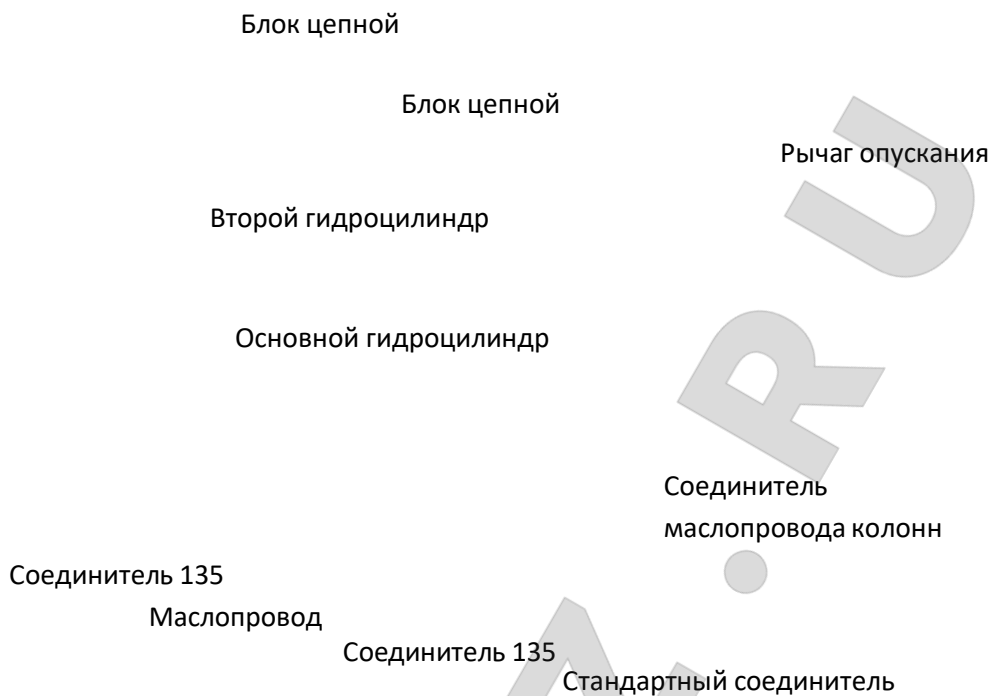 Блок цепной
Блок цепной
Рычаг опускания
Второй гидроцилиндр
Основной гидроцилиндр
Соединитель
маслопровода колонн
Соединитель 135
Маслопровод
Соединитель 135
Стандартный соединитель
Z.RU